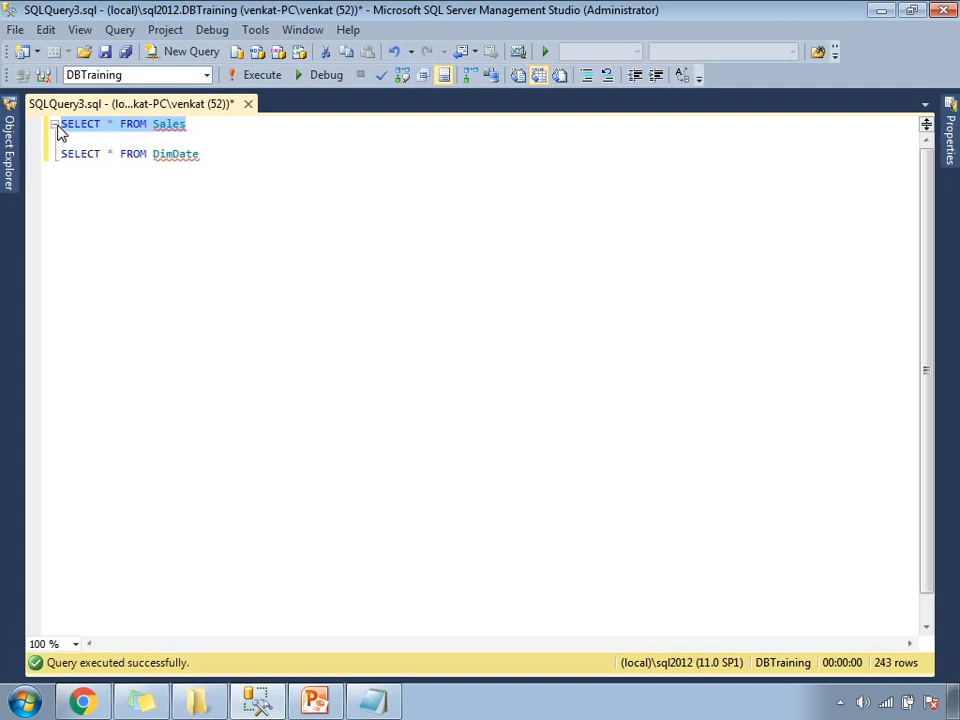 SQLQuery3.sql - (local)\sql2012.DBTraining (venkat-PC\venkat (52))* - Microsoft SQL Server Management Studio (Administrator)
File Edit View Query Project Debug Tools Window Help
New Query
DBTraining Execute Debug
SQLQuery3.sql - (lo...kat-PC\venkat (52))*
Object Explorer
Properties
SELECT * FROM Sales
SELECT * FROM DimDate
100 %
Query executed successfully. (local)\sql2012 (11.0 SP1) DBTraining 00:00:00 243 rows